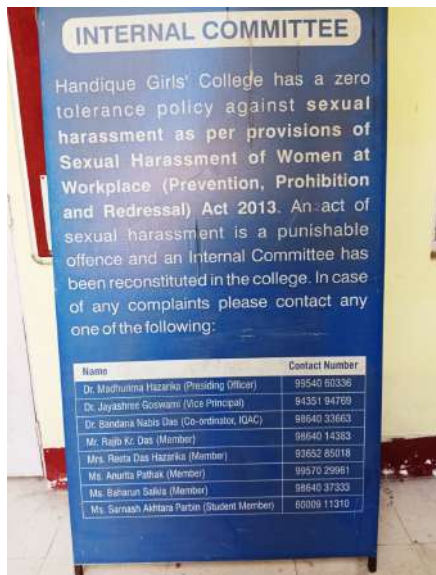 INTERNAL COMMITTEE
Handique Girls' College has a zero
tolerance policy against sexual
harassment as per provisions of
Sexual Harassment of Women at
Workplace (Prevention, Prohibition
and Redressal) Act 2013. An act of
sexual harassment is a punishable
offence and an Internal Committee has
been reconstituted in the college. In case
of any complaints please contact any
one of the following:
Name Contact Number
Dr. Madhurima Hazarika (Presiding Officer) 99540 60336
Dr. Jayashree Goswami (Vice Principal) 94351 94769
Dr. Bandana Nabis Das (Co-ordinator, IQAC) 98640 33663
Mr. Rajib Kr. Das (Member) 98640 14383
Mrs. Reeta Das Hazarika (Member) 93652 85018
Ms. Anurita Pathak (Member) 99570 29961
Ms. Baharun Saikia (Member) 98640 37333
Ms. Sarnash Akhtara Parbin (Student Member) 60009 11310